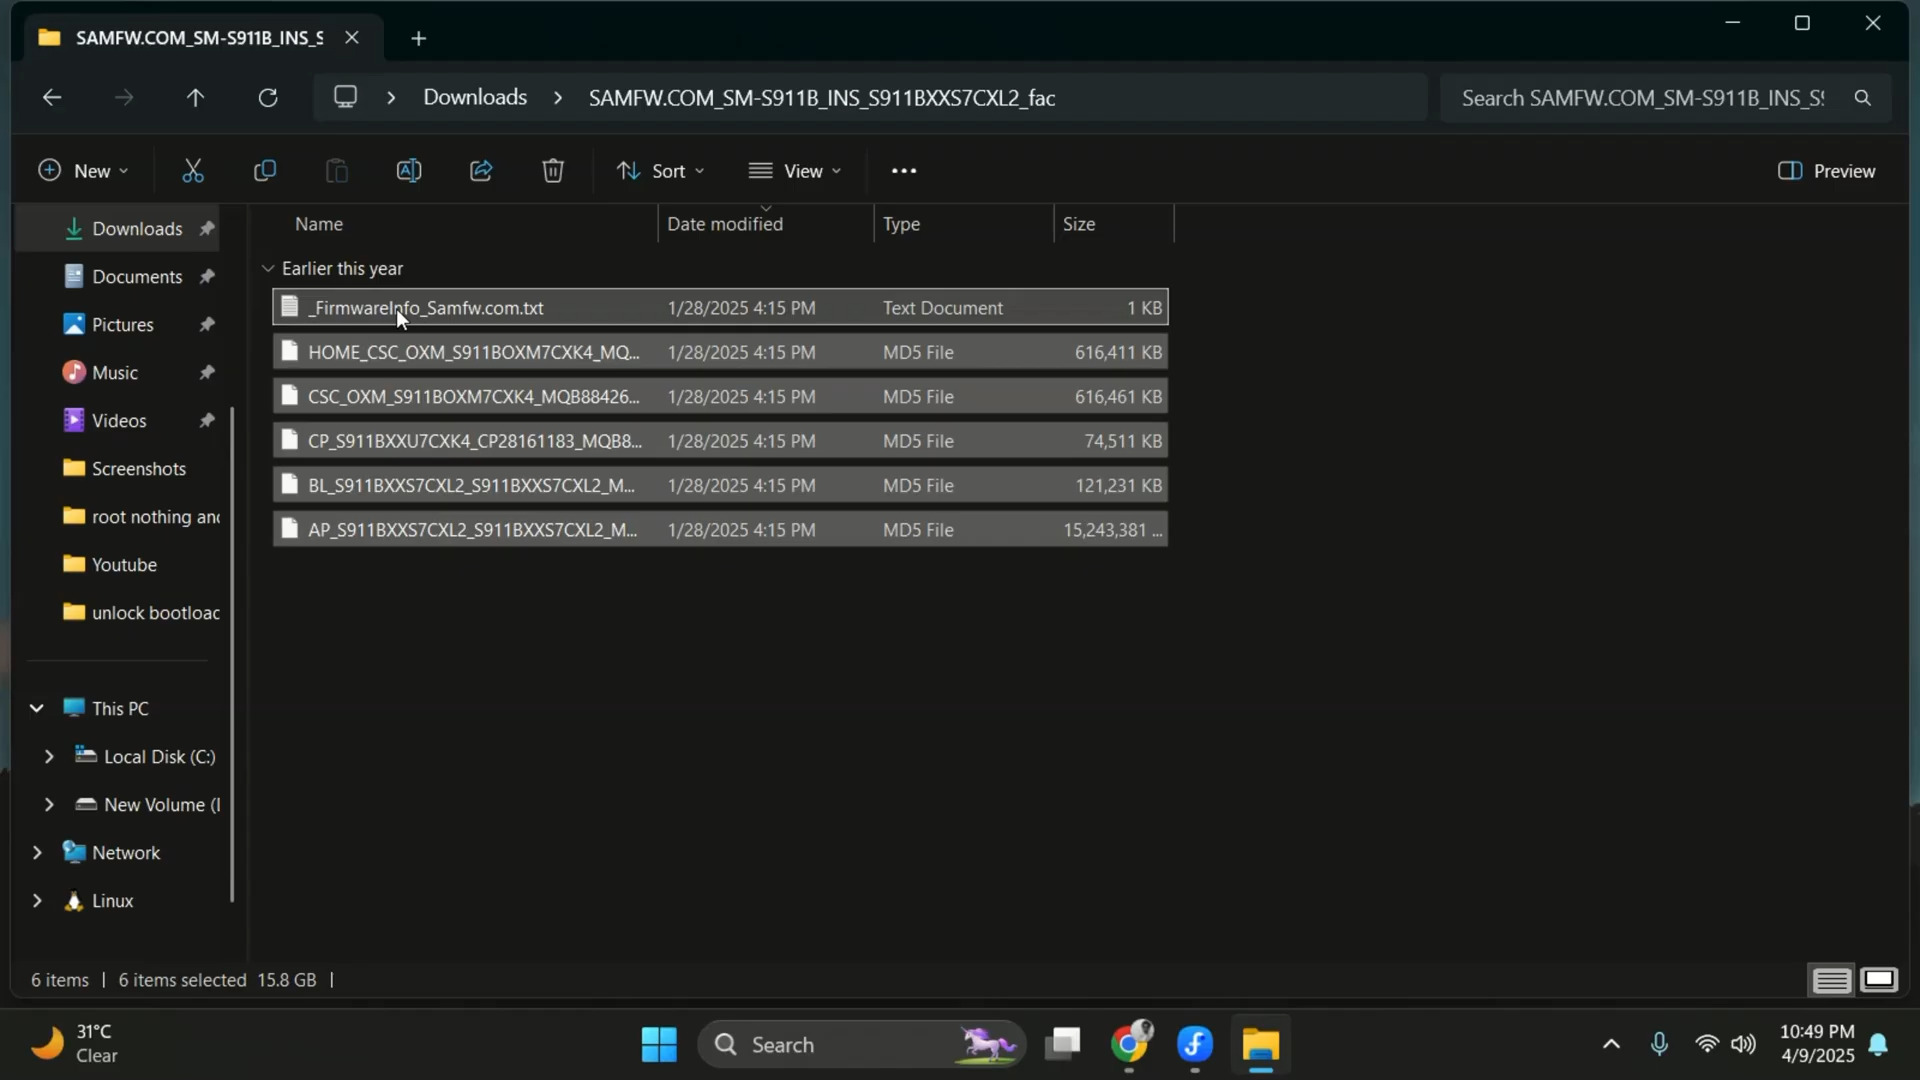 SAMFW.COM_SM-S911B_INS_S
Downloads > SAMFW.COM_SM-S911B_INS_S911BXXS7CXL2_fac
Search SAMFW.COM_SM-S911B_INS_S!
New
Sort
View
Preview
Name Date modified Type Size
Earlier this year
_FirmwareInfo_Samfw.com.txt 1/28/2025 4:15 PM Text Document 1 KB
HOME_CSC_OXM_S911BOXM7CXK4_MQ... 1/28/2025 4:15 PM MD5 File 616,411 KB
CSC_OXM_S911BOXM7CXK4_MQB88426... 1/28/2025 4:15 PM MD5 File 616,461 KB
CP_S911BXXU7CXK4_CP28161183_MQB8... 1/28/2025 4:15 PM MD5 File 74,511 KB
BL_S911BXXS7CXL2_S911BXXS7CXL2_M... 1/28/2025 4:15 PM MD5 File 121,231 KB
AP_S911BXXS7CXL2_S911BXXS7CXL2_M... 1/28/2025 4:15 PM MD5 File 15,243,381 ...
Downloads
Documents
Pictures
Music
Videos
Screenshots
root nothing and
Youtube
unlock bootloac
This PC
Local Disk (C:)
New Volume (I
Network
Linux
6 items | 6 items selected 15.8 GB |
31°C
Clear
Search
10:49 PM
4/9/2025